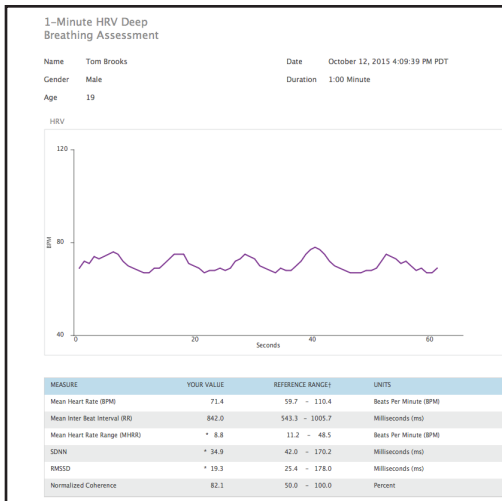 1-Minute HRV Deep
Breathing Assessment
Name Tom Brooks Date October 12, 2015 4:09:39 PM PDT
Gender Male Duration 1:00 Minute
Age 19
HRV
120
80
BPM
40
0 20 40 60
Seconds
MEASURE YOUR VALUE REFERENCE RANGE† UNITS
Mean Heart Rate (BPM) 71.4 59.7 - 110.4 Beats Per Minute (BPM)
Mean Inter Beat Interval (RR) 842.0 543.3 - 1005.7 Milliseconds (ms)
Mean Heart Rate Range (MHRR) * 8.8 11.2 - 48.5 Beats Per Minute (BPM)
SDNN * 34.9 42.0 - 170.2 Milliseconds (ms)
RMSSD * 19.3 25.4 - 178.0 Milliseconds (ms)
Normalized Coherence 82.1 50.0 - 100.0 Percent